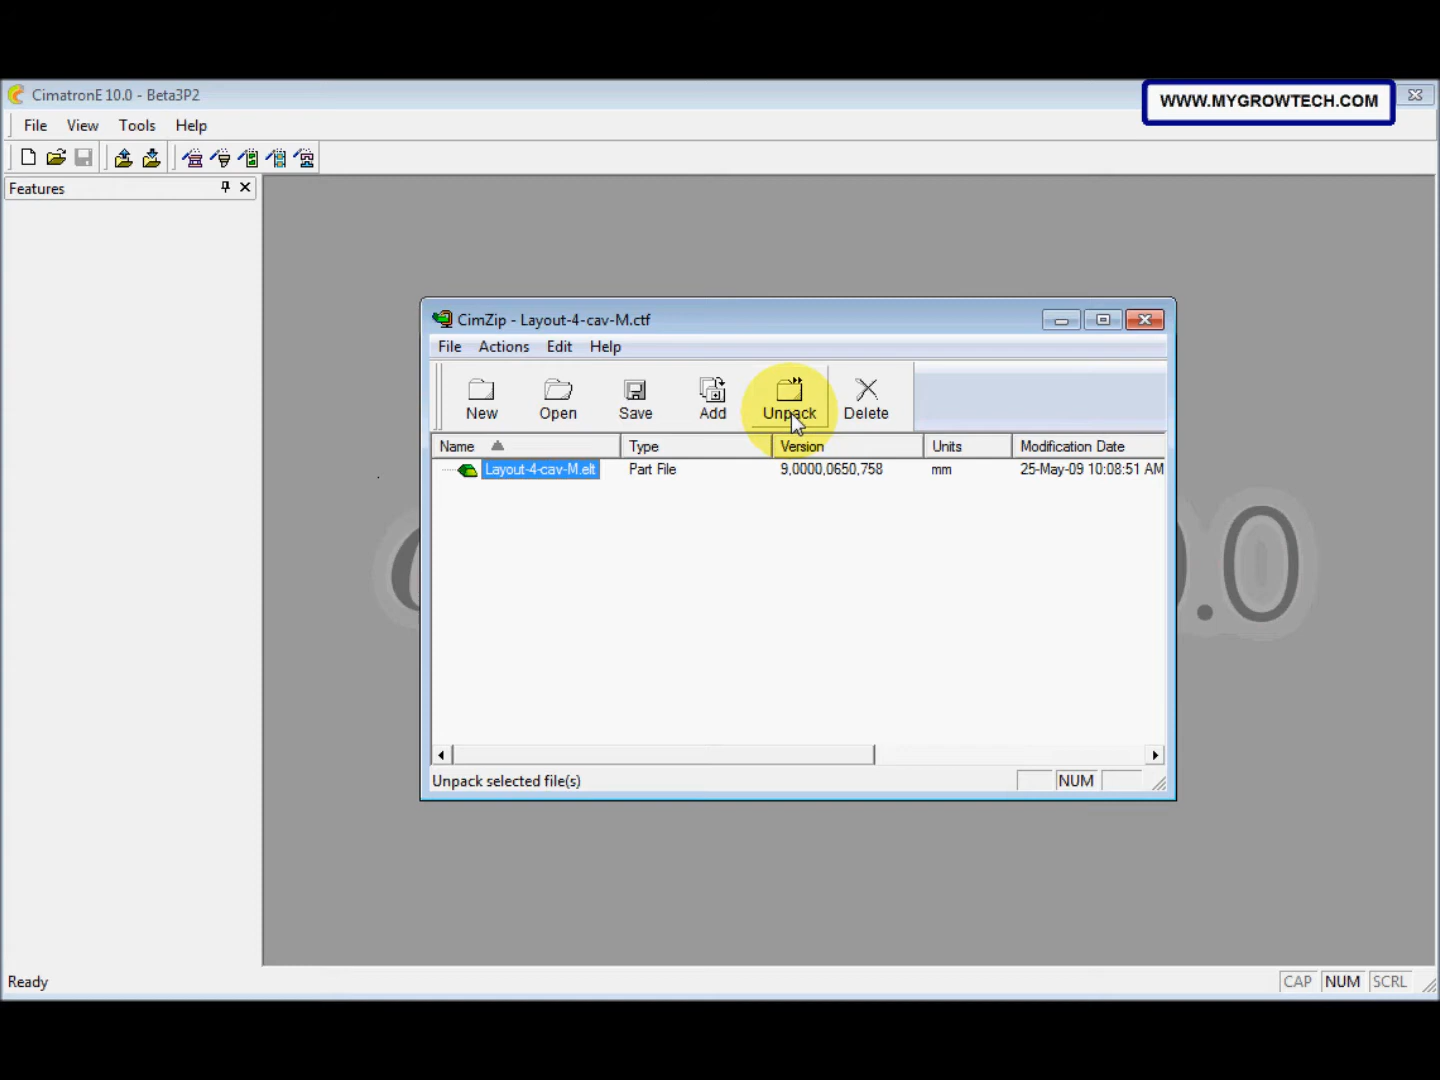 CimatronE 10.0 - Beta3P2
WWW.MYGROWTECH.COM
File View Tools Help
Features
CimZip - Layout-4-cav-M.ctf
File Actions Edit Help
New Open Save Add Unpack Delete
Name Type Version Units Modification Date
Layout-4-cav-M.elt Part File 9,0000,0650,758 mm 25-May-09 10:08:51 AM
.0
Unpack selected file(s) NUM
Ready CAP NUM SCRL